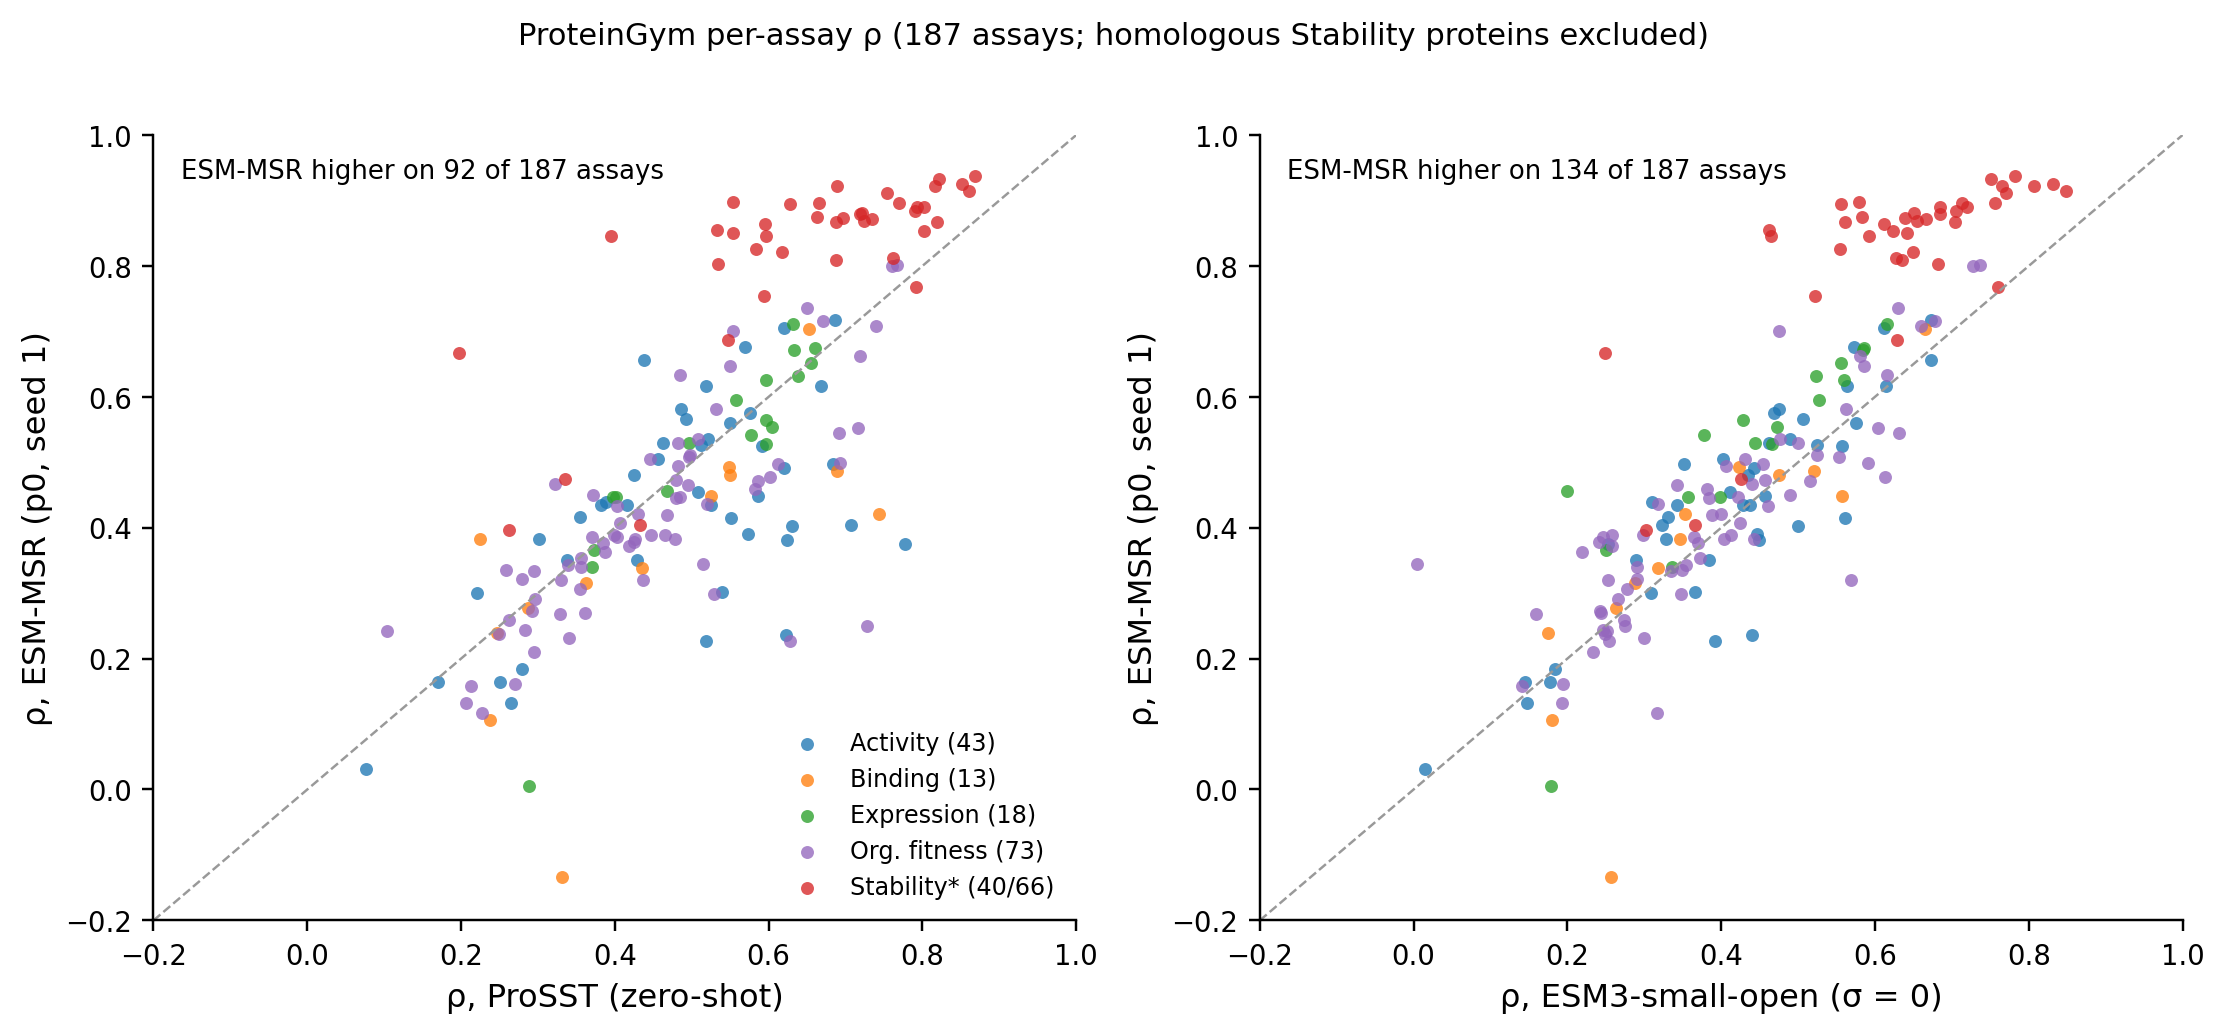 ProteinGym per-assay ρ (187 assays; homologous Stability proteins excluded)
ESM-MSR higher on 92 of 187 assays
ρ, ESM-MSR (p0, seed 1)
1.0
0.8
0.6
0.4
0.2
0.0
−0.2
−0.2
0.0
0.2
0.4
0.6
0.8
1.0
ρ, ProSST (zero-shot)
Activity (43)
Binding (13)
Expression (18)
Org. fitness (73)
Stability* (40/66)
ESM-MSR higher on 134 of 187 assays
ρ, ESM-MSR (p0, seed 1)
1.0
0.8
0.6
0.4
0.2
0.0
−0.2
−0.2
0.0
0.2
0.4
0.6
0.8
1.0
ρ, ESM3-small-open (σ = 0)